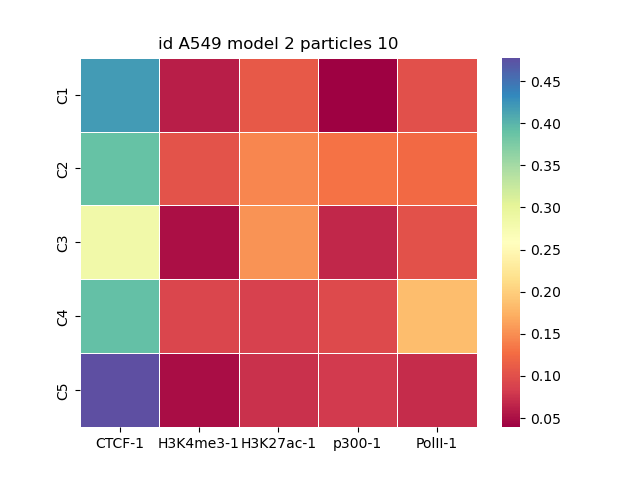 id A549 model 2 particles 10
C1
C2
C3
C4
C5
CTCF-1 H3K4me3-1 H3K27ac-1 p300-1 PolII-1
0.45
0.40
0.35
0.30
0.25
0.20
0.15
0.10
0.05